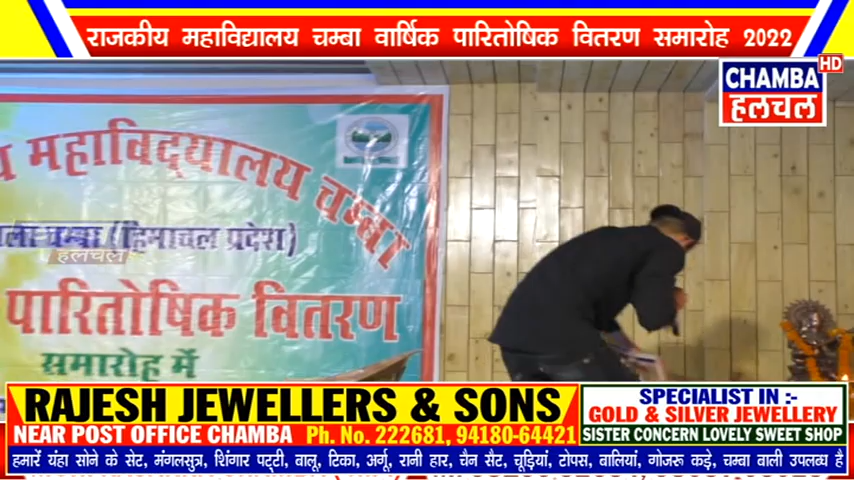 राजकीय महाविद्यालय चम्बा वार्षिक पारितोषिक वितरण समारोह 2022
CHAMBA HD
हलचल
महाविद्यालय चम्बा
चम्बा (हिमाचल प्रदेश)
हलचल
पारितोषिक वितरण
समारोह में
RAJESH JEWELLERS & SONS
NEAR POST OFFICE CHAMBA Ph. No. 222681, 94180-64421
SPECIALIST IN :-
GOLD & SILVER JEWELLERY
SISTER CONCERN LOVELY SWEET SHOP
हमारें यंहा सोने के सेट, मंगलसुत्र, शिंगार पट्टी, वालू, टिका, अर्गू, रानी हार, चैन सैट, चूड़ियां, टोपस, वालियां, गोजरू कड़े, चम्बा वाली उपलब्ध है